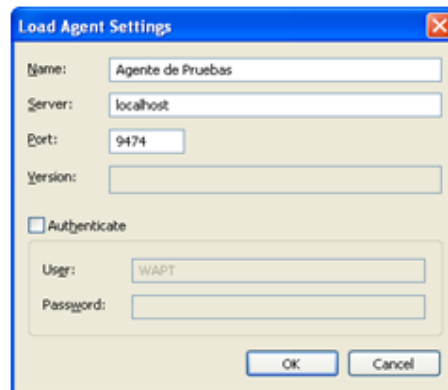 Load Agent Settings
Name: Agente de Pruebas
Server: localhost
Port: 9474
Version:
Authenticate
User: WAPT
Password:
OK Cancel